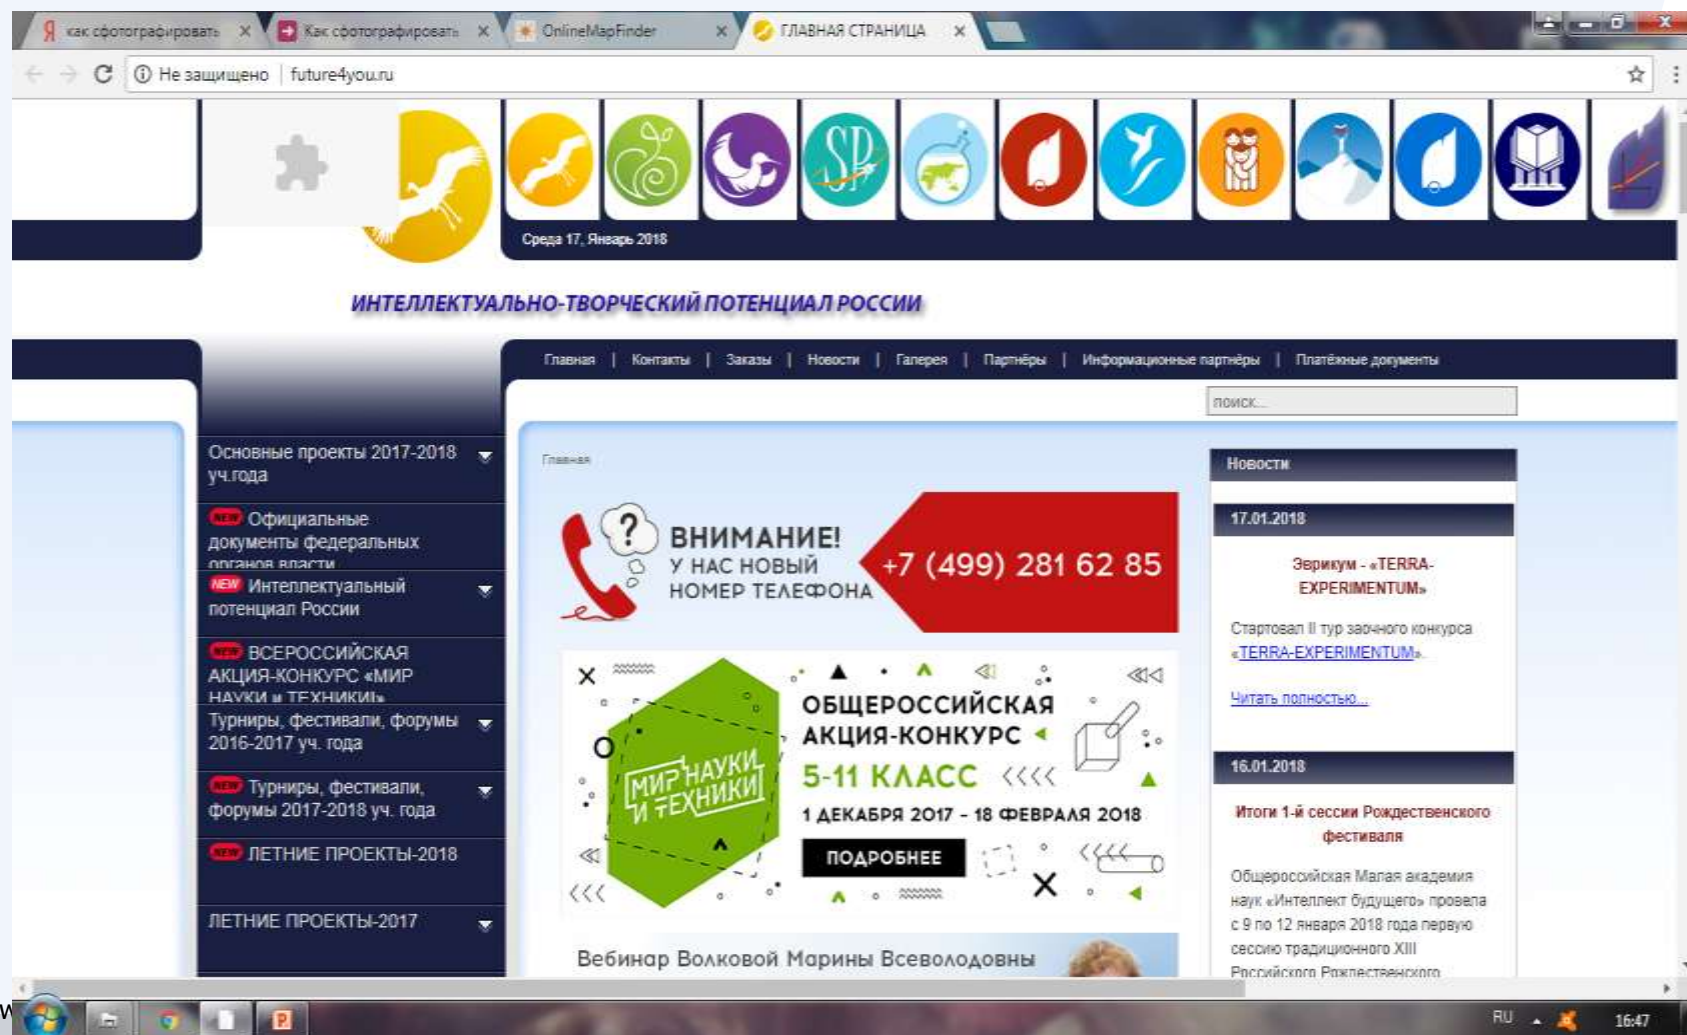 как сфотографировать
Как сфотографировать
OnlineMapFinder
ГЛАВНАЯ СТРАНИЦА
Не защищено | future4you.ru
SP
Среда 17, Январь 2018
ИНТЕЛЛЕКТУАЛЬНО-ТВОРЧЕСКИЙ ПОТЕНЦИАЛ РОССИИ
Главная | Контакты | Заказы | Новости | Галерея | Партнёры | Информационные партнёры | Платёжные документы
поиск...
Основные проекты 2017-2018
уч.года
NEW Официальные
документы федеральных
органов власти
NEW Интеллектуальный
потенциал России
NEW ВСЕРОССИЙСКАЯ
АКЦИЯ-КОНКУРС «МИР
НАУКИ и ТЕХНИКИ»
Турниры, фестивали, форумы
2016-2017 уч. года
NEW Турниры, фестивали,
форумы 2017-2018 уч. года
NEW ЛЕТНИЕ ПРОЕКТЫ-2018
ЛЕТНИЕ ПРОЕКТЫ-2017
Главная
?
ВНИМАНИЕ!
У НАС НОВЫЙ
НОМЕР ТЕЛЕФОНА
+7 (499) 281 62 85
МИР НАУКИ
И ТЕХНИКИ
ОБЩЕРОССИЙСКАЯ
АКЦИЯ-КОНКУРС
5-11 КЛАСС
1 ДЕКАБРЯ 2017 - 18 ФЕВРАЛЯ 2018
ПОДРОБНЕЕ
Вебинар Волковой Марины Всеволодовны
Новости
17.01.2018
Эврикум - «TERRA-
EXPERIMENTUM»
Стартовал II тур заочного конкурса
«TERRA-EXPERIMENTUM».
Читать полностью...
16.01.2018
Итоги 1-й сессии Рождественского
фестиваля
Общероссийская Малая академия
наук «Интеллект будущего» провела
с 9 по 12 января 2018 года первую
сессию традиционного XIII
Российского Рождественского
w
RU
16:47